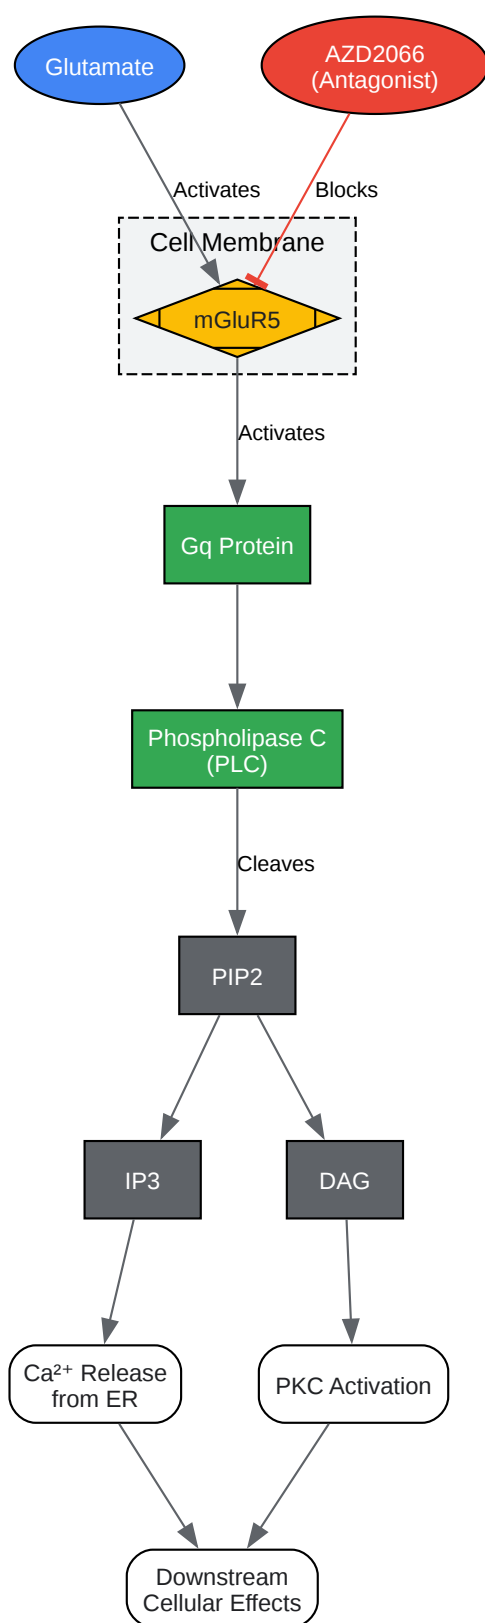 Glutamate
AZD2066
(Antagonist)
Activates
Blocks
Cell Membrane
mGluR5
Activates
Gq Protein
Phospholipase C
(PLC)
Cleaves
PIP2
IP3
DAG
Ca²⁺ Release
from ER
PKC Activation
Downstream
Cellular Effects